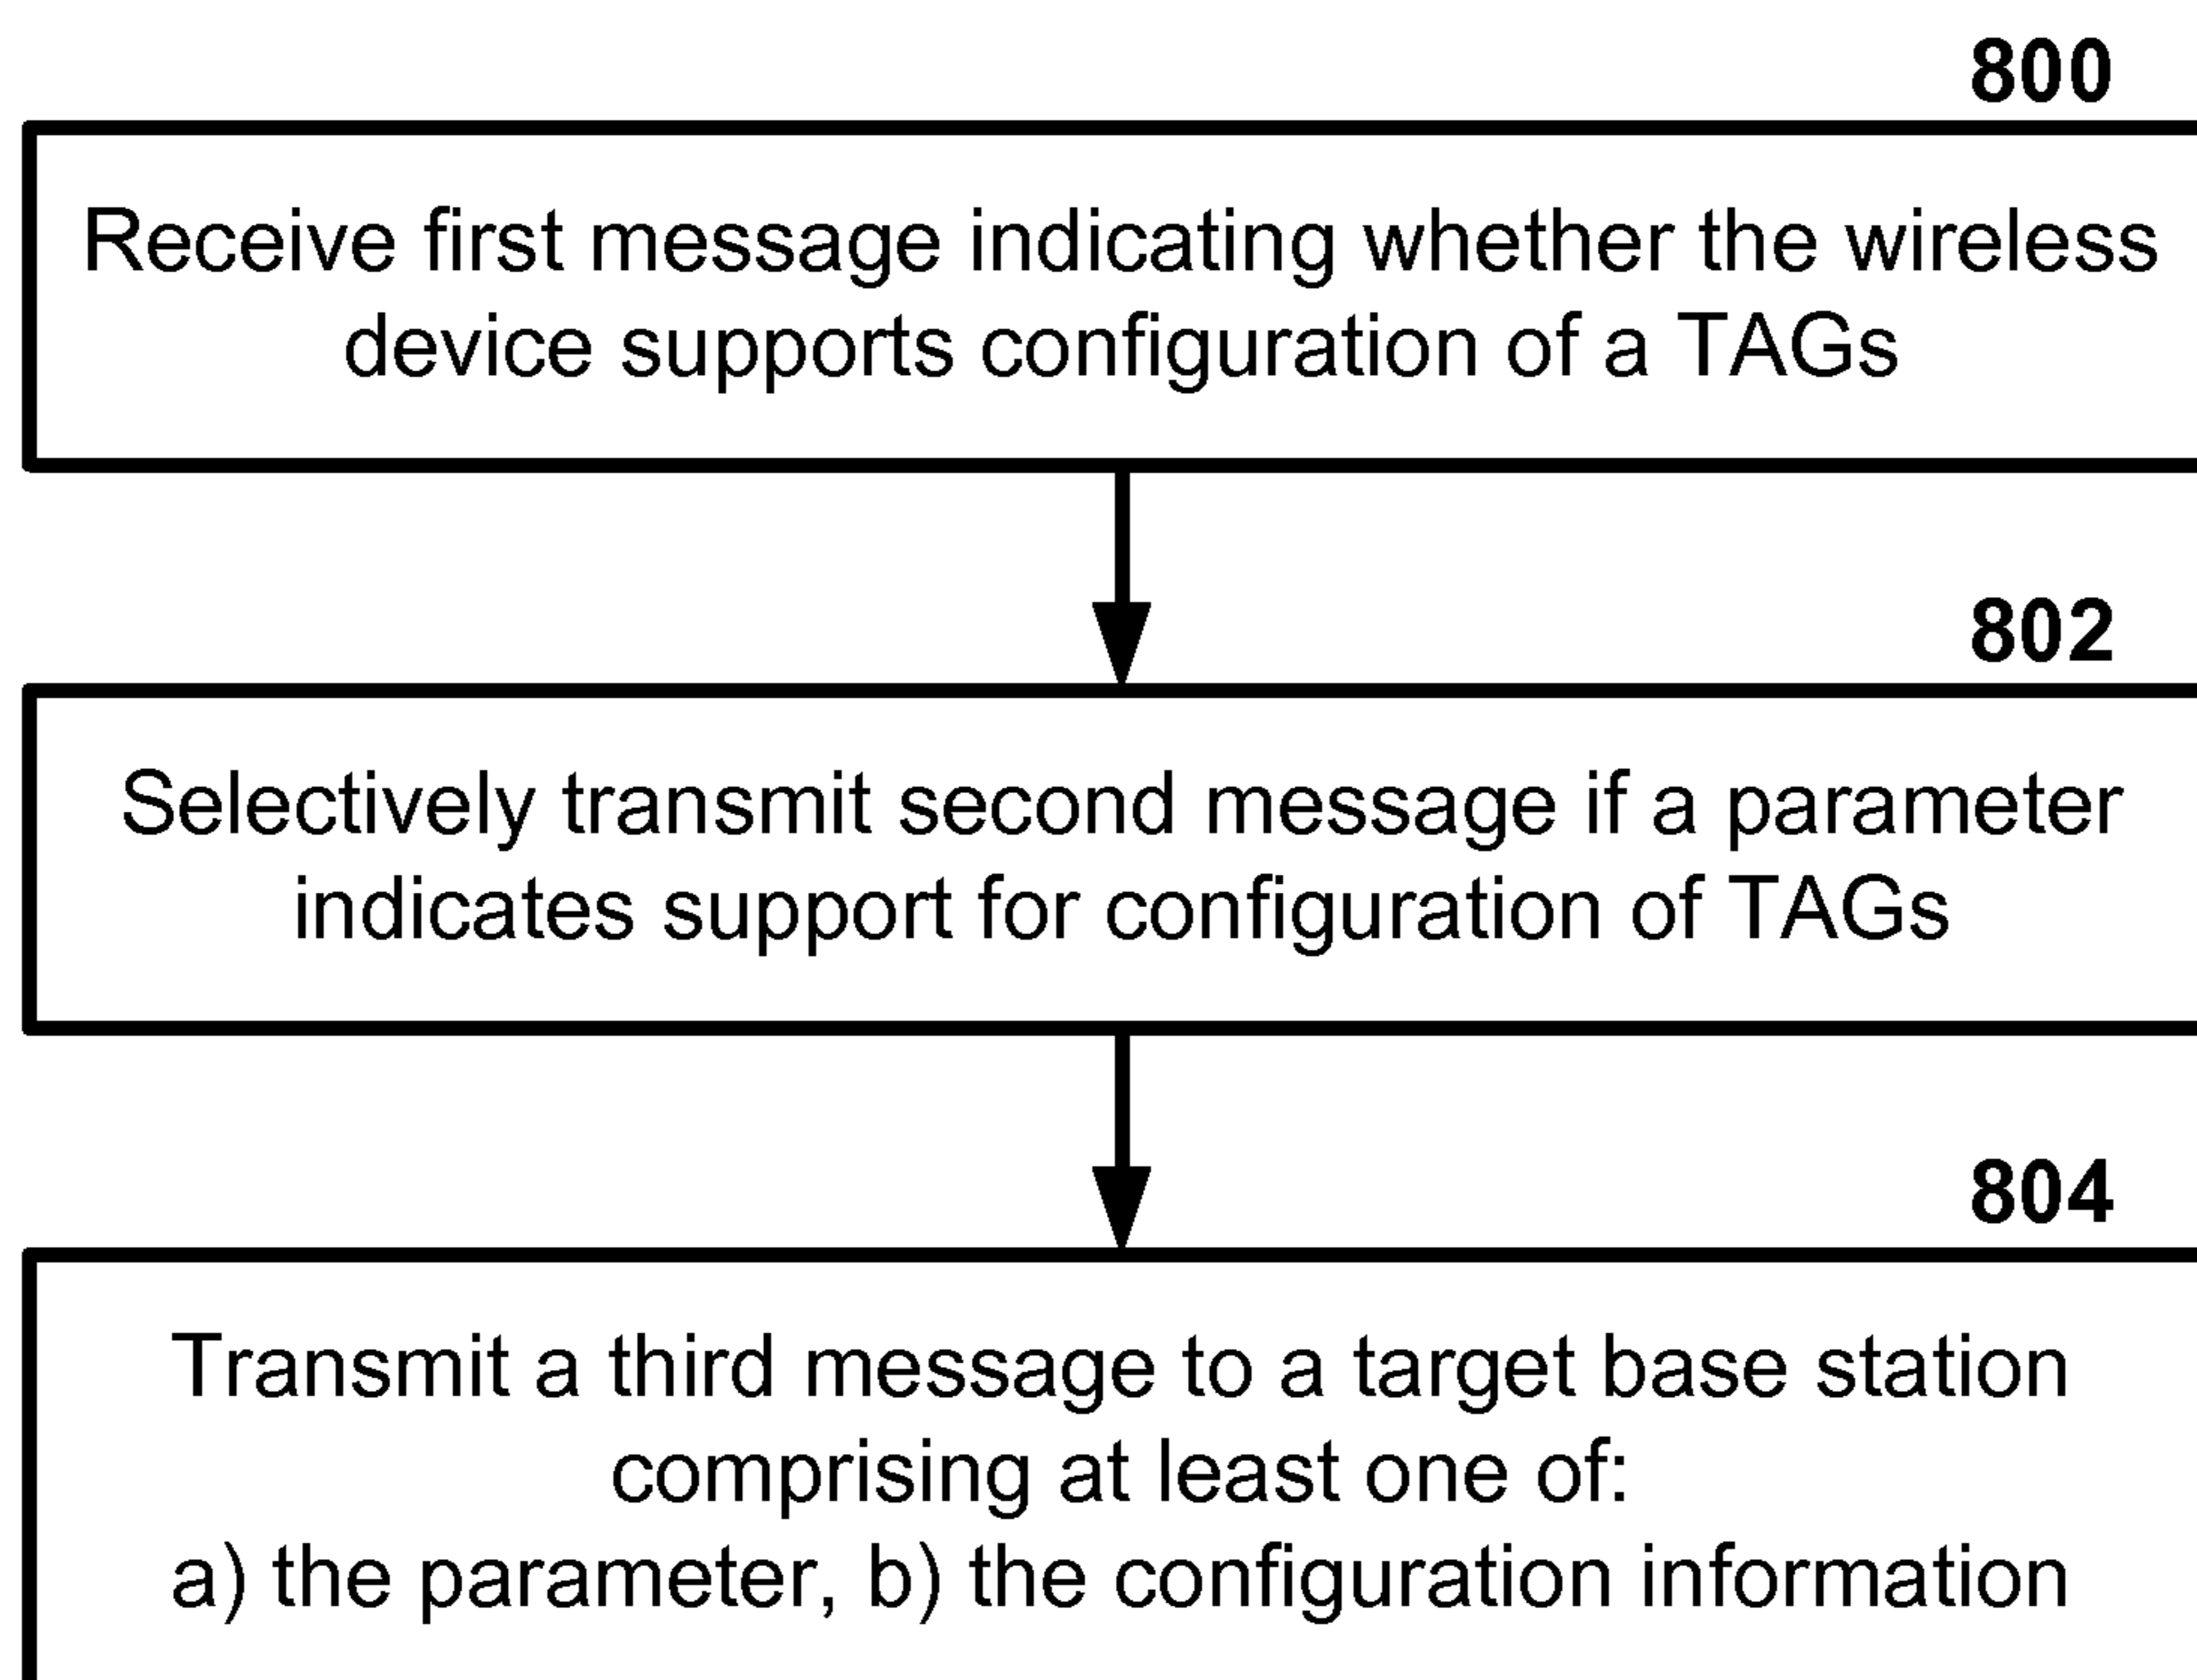 800
Receive first message indicating whether the wireless
device supports configuration of a TAGs
802
Selectively transmit second message if a parameter
indicates support for configuration of TAGs
804
Transmit a third message to a target base station
comprising at least one of:
a) the parameter, b) the configuration information